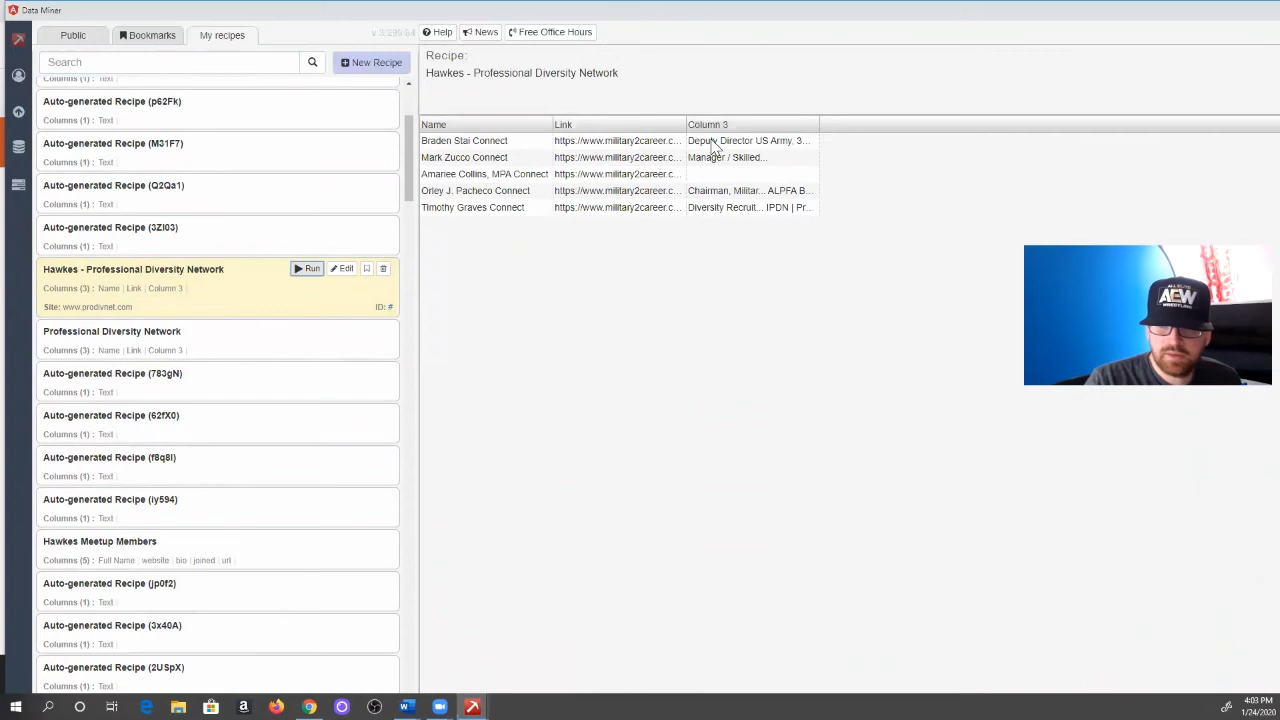 Data Miner
Public
Bookmarks
My recipes
Help
News
Free Office Hours
Search
New Recipe
Recipe:
Hawkes - Professional Diversity Network
Columns (1) : Text
Auto-generated Recipe (p62Fk)
Columns (1) : Text
Auto-generated Recipe (M31F7)
Columns (1) : Text
Auto-generated Recipe (Q2Qa1)
Columns (1) : Text
Auto-generated Recipe (3ZI03)
Columns (1) : Text
Hawkes - Professional Diversity Network
Run
Edit
Columns (3) : Name | Link | Column 3
Site: www.prodivnet.com
ID: #
Professional Diversity Network
Columns (3) : Name | Link | Column 3
Auto-generated Recipe (783gN)
Columns (1) : Text
Auto-generated Recipe (62fX0)
Columns (1) : Text
Auto-generated Recipe (f8q8I)
Columns (1) : Text
Auto-generated Recipe (iy594)
Columns (1) : Text
Hawkes Meetup Members
Columns (5) : Full Name | website | bio | joined | url
Auto-generated Recipe (jp0f2)
Columns (1) : Text
Auto-generated Recipe (3x40A)
Columns (1) : Text
Auto-generated Recipe (2USpX)
Columns (1) : Text
Name Link Column 3
Braden Stai Connect https://www.military2career.c... Deputy Director US Army, 3...
Mark Zucco Connect https://www.military2career.c... Manager / Skilled...
Amariee Collins, MPA Connect https://www.military2career.c...
Orley J. Pacheco Connect https://www.military2career.c... Chairman, Militar... ALPFA B...
Timothy Graves Connect https://www.military2career.c... Diversity Recruit... IPDN | Pr...
ALL ELITE
AEW
WRESTLING
4:03 PM
1/24/2020